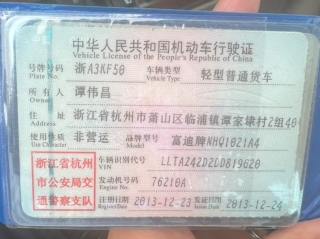 中华人民共和国机动车行驶证
Vehicle License of the People's Republic of China
号牌号码 浙A3KF50 车辆类型 轻型普通货车
Plate No. Vehicle Type
所有人 谭伟昌
Owner
住址 浙江省杭州市萧山区临浦镇谭家埭村2组40
Address
使用性质 非营运 品牌型号 富迪牌NHQ1021A4
Use Character Model
浙江省杭州
市公安局交
通警察支队
车辆识别代号 LLTAZ42D2DD819620
VIN
发动机号码 76210A
Engine No.
注册日期 2013-12-23 发证日期 2013-12-24
Register Date Issue Date